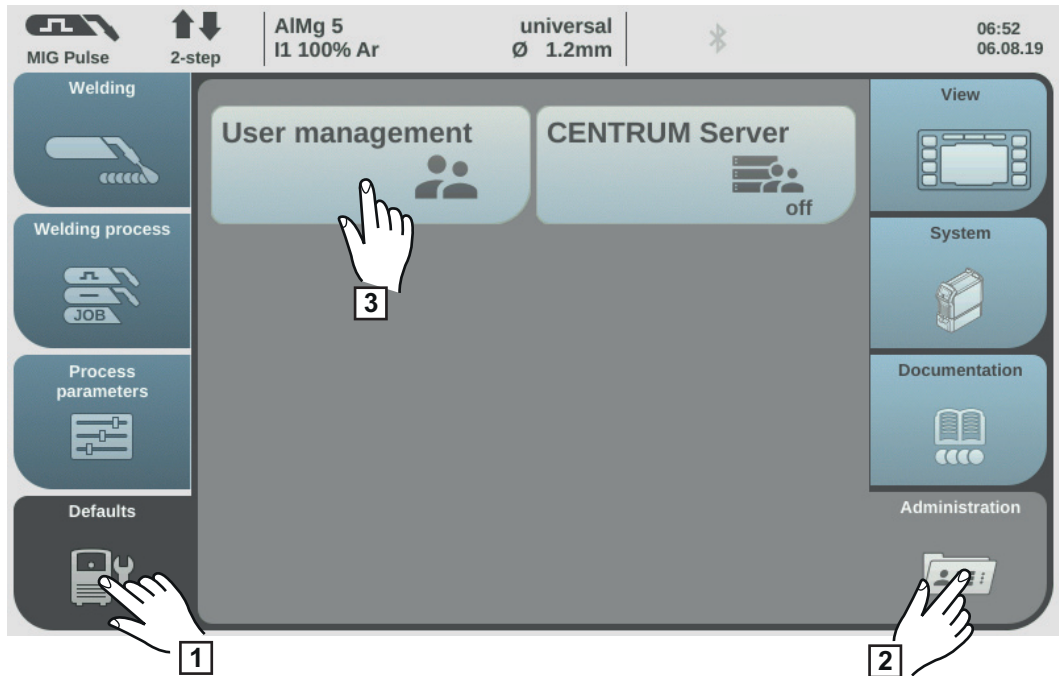 MIG Pulse
2-step
AlMg 5
I1 100% Ar
universal
Ø 1.2mm
06:52
06.08.19
Welding
Welding process
JOB
Process
parameters
Defaults
User management
CENTRUM Server
off
View
System
Documentation
Administration
1
2
3